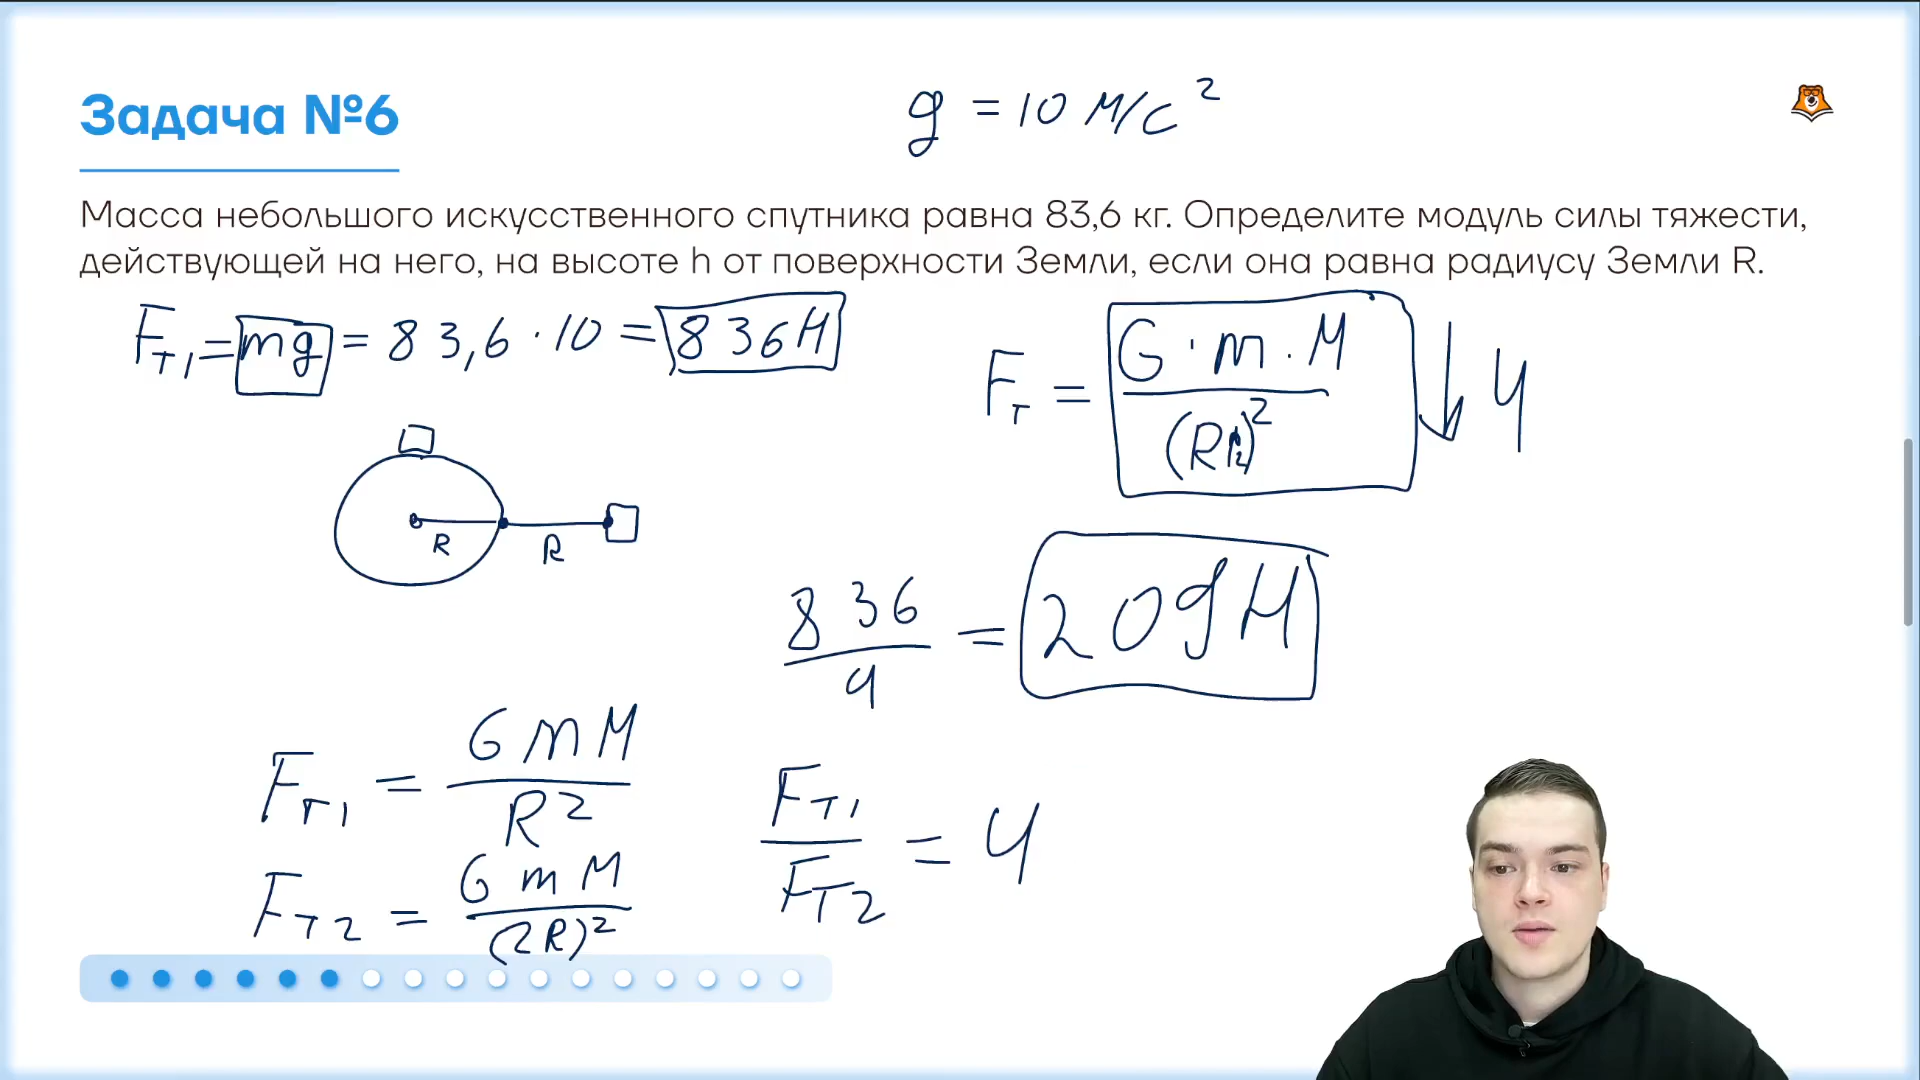 Задача №6
g = 10 м/с²
Масса небольшого искусственного спутника равна 83,6 кг. Определите модуль силы тяжести,
действующей на него, на высоте h от поверхности Земли, если она равна радиусу Земли R.
Fт1 = mg = 83,6 · 10 = 836 Н
Fт = G · m · M
↓ 4
R R
836 / 4 = 209 Н
Fт1 = GmM / R²
Fт2 = GmM / (2R)²
Fт1 / Fт2 = 4